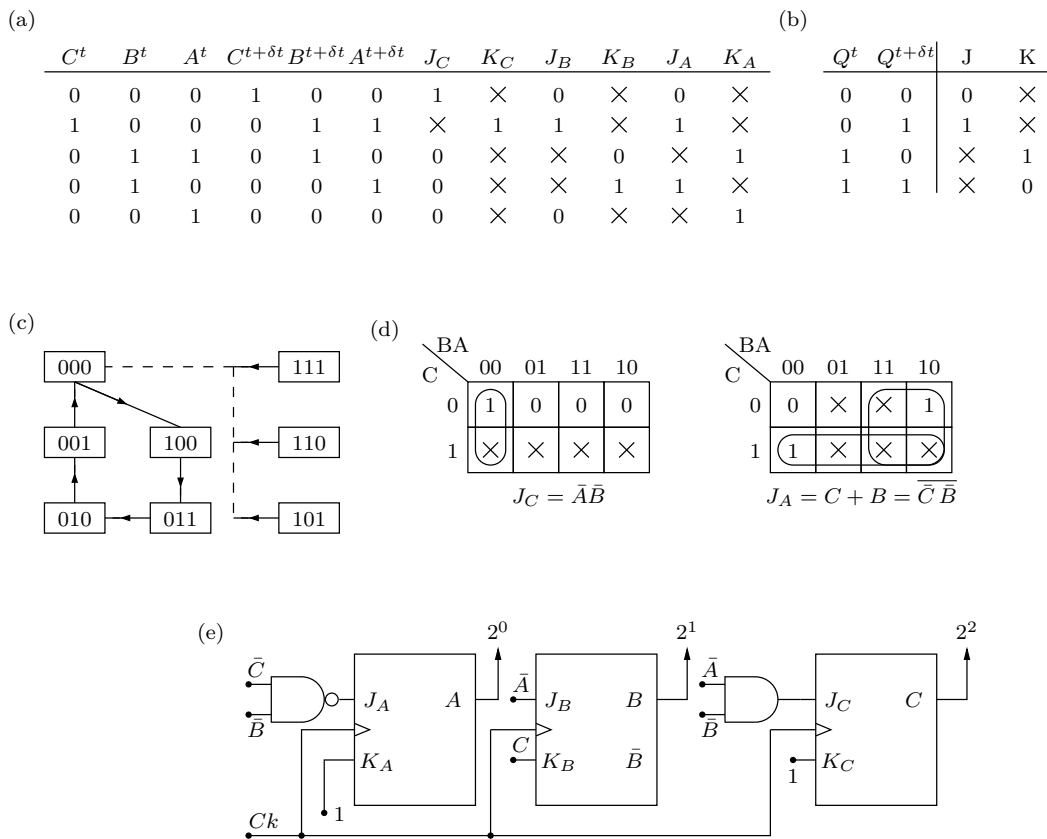 (a)
C^t B^t A^t C^{t+δt} B^{t+δt} A^{t+δt} J_C K_C J_B K_B J_A K_A
0 0 0 1 0 0 1 × 0 × 0 ×
1 0 0 0 1 1 × 1 1 × 1 ×
0 1 1 0 1 0 0 × × 0 × 1
0 1 0 0 0 1 0 × × 1 1 ×
0 0 1 0 0 0 0 × 0 × × 1
(b)
Q^t Q^{t+δt} J K
0 0 0 ×
0 1 1 ×
1 0 × 1
1 1 × 0
(c)
000 111
001 100 110
010 011 101
(d)
BA
C
00 01 11 10
0 1 0 0 0
1 × × × ×
J_C = ĀB̄
BA
C
00 01 11 10
0 0 × × 1
1 1 × × ×
J_A = C + B = \overline{C̄ B̄}
(e)
2^0 2^1 2^2
C̄ Ā Ā
J_A A J_B B J_C C
B̄ C B̄
K_A K_B B̄ K_C
1 1
Ck